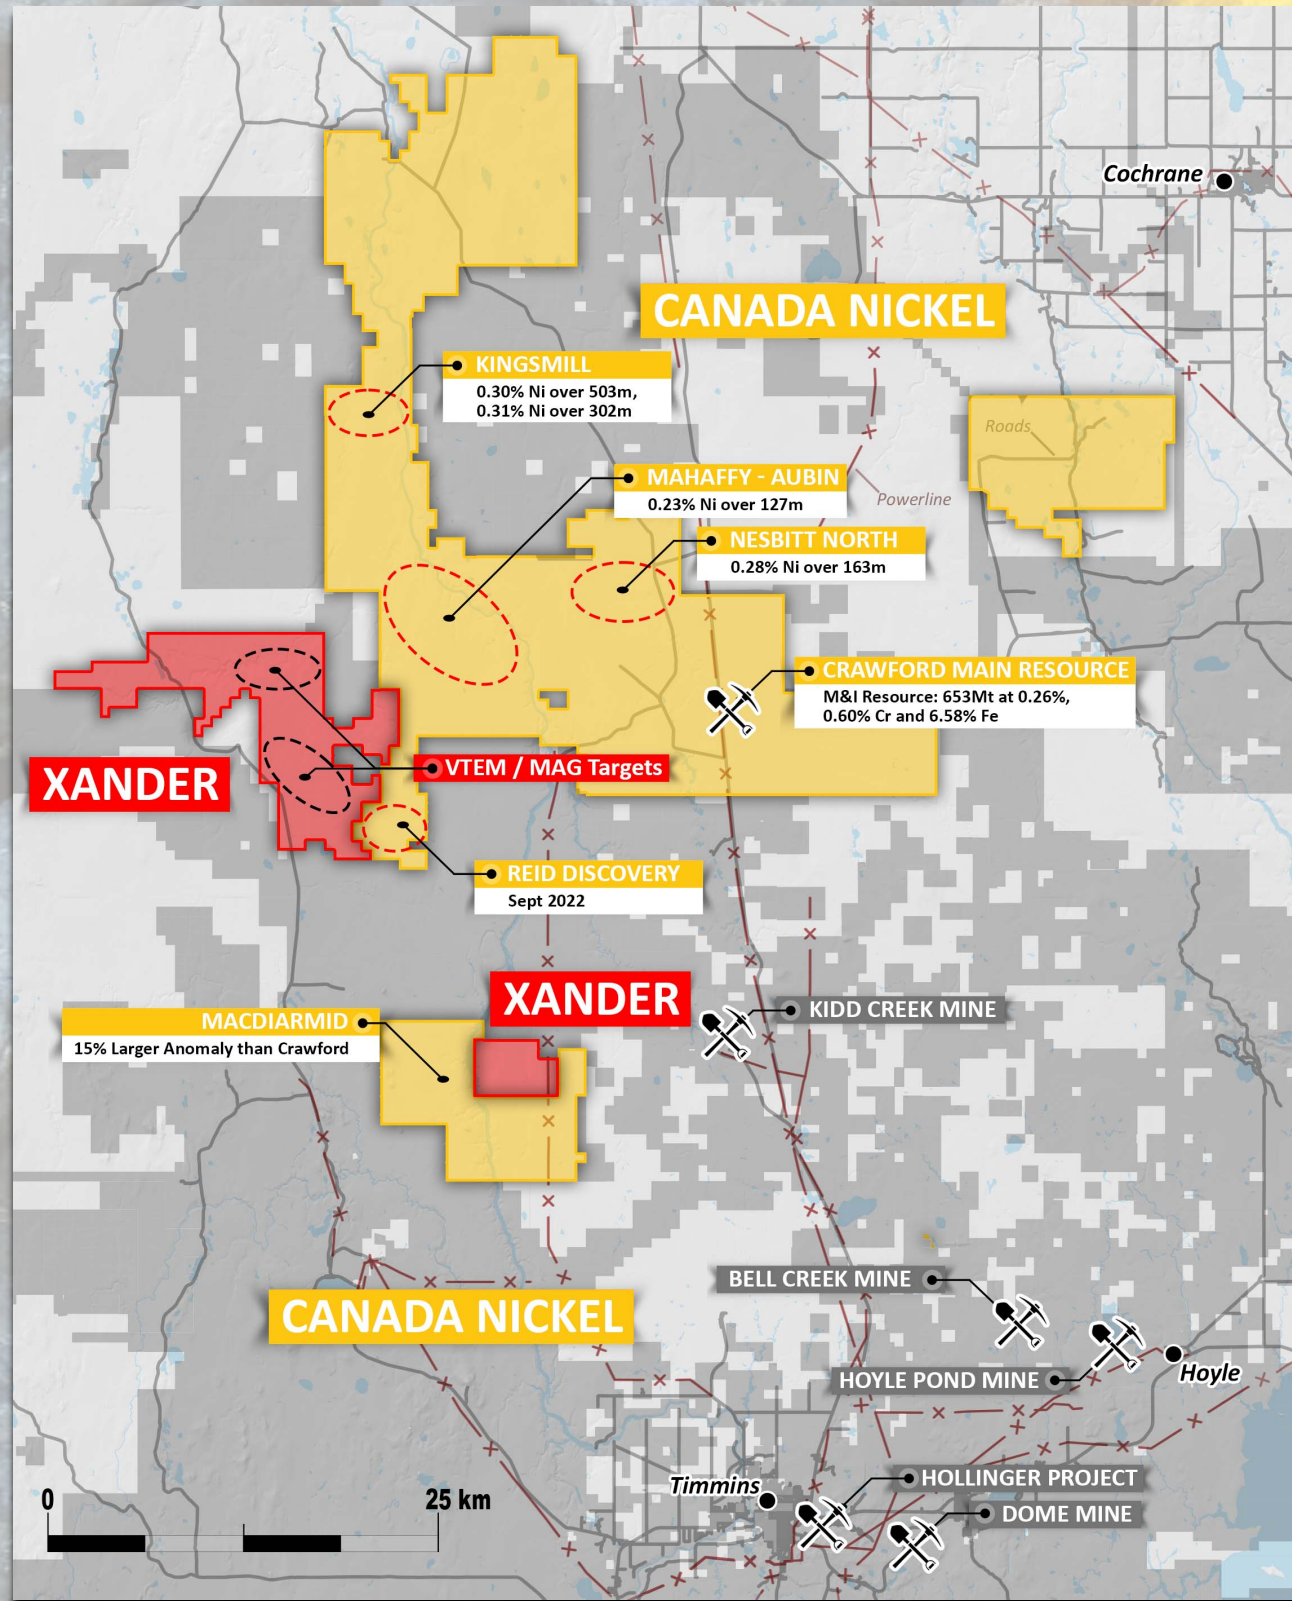 Cochrane
CANADA NICKEL
KINGSMILL
0.30% Ni over 503m,
0.31% Ni over 302m
Roads
MAHAFFY - AUBIN
0.23% Ni over 127m
Powerline
NESBITT NORTH
0.28% Ni over 163m
CRAWFORD MAIN RESOURCE
M&I Resource: 653Mt at 0.26%,
0.60% Cr and 6.58% Fe
XANDER
VTEM / MAG Targets
REID DISCOVERY
Sept 2022
XANDER
MACDIARMID
15% Larger Anomaly than Crawford
KIDD CREEK MINE
BELL CREEK MINE
CANADA NICKEL
HOYLE POND MINE
Hoyle
HOLLINGER PROJECT
Timmins
DOME MINE
0 25 km